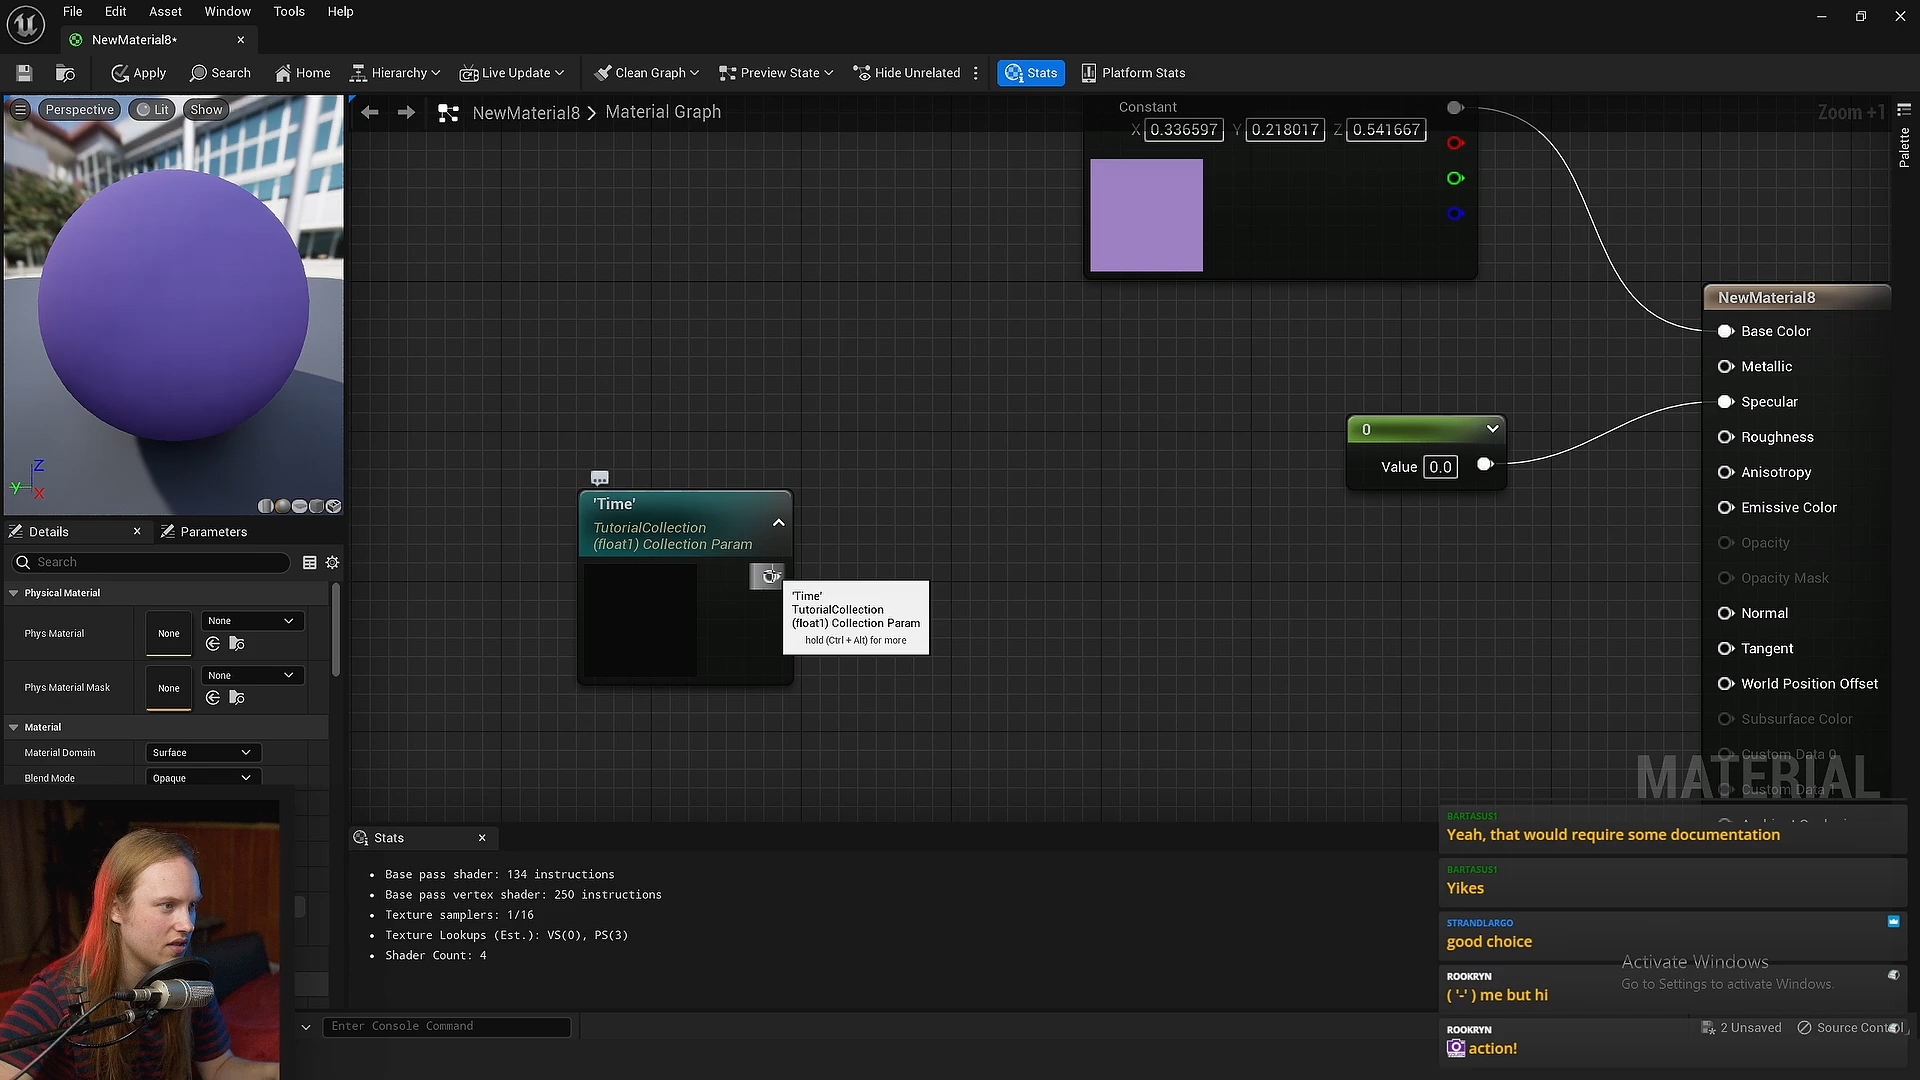 File Edit Asset Window Tools Help
NewMaterial8*
Apply Search Home Hierarchy Live Update Clean Graph Preview State Hide Unrelated Stats Platform Stats
Perspective Lit Show
NewMaterial8 > Material Graph
Zoom +1
Palette
Constant
X 0.336597 Y 0.218017 Z 0.541667
NewMaterial8
Base Color
Metallic
Specular
Roughness
Anisotropy
Emissive Color
Opacity
Opacity Mask
Normal
Tangent
World Position Offset
Subsurface Color
Custom Data 0
Custom Data 1
MATERIAL
0
Value 0.0
'Time'
TutorialCollection
(float1) Collection Param
'Time'
TutorialCollection
(float1) Collection Param
hold (Ctrl + Alt) for more
Z
Y
X
Details
Parameters
Search
Physical Material
Phys Material None None
Phys Material Mask None None
Material
Material Domain Surface
Blend Mode Opaque
Stats
Base pass shader: 134 instructions
Base pass vertex shader: 250 instructions
Texture samplers: 1/16
Texture Lookups (Est.): VS(0), PS(3)
Shader Count: 4
Enter Console Command
BARTASUS1
Yeah, that would require some documentation
BARTASUS1
Yikes
STRANDLARGO
good choice
ROOKRYN
( '-' ) me but hi
ROOKRYN
action!
Activate Windows
Go to Settings to activate Windows.
2 Unsaved Source Control